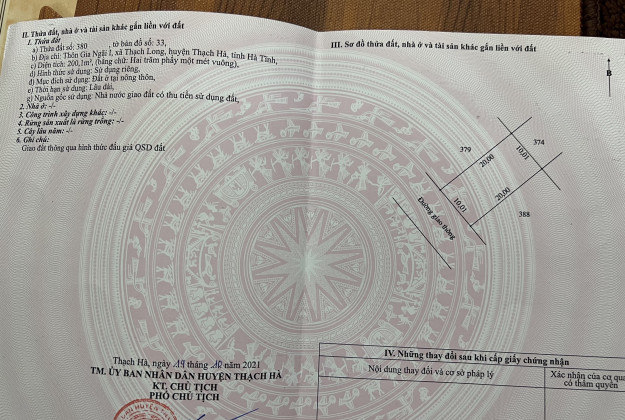 II. Thửa đất, nhà ở và tài sản khác gắn liền với đất
1. Thửa đất
a) Thửa đất số: 380 , tờ bản đồ số: 33,
b) Địa chỉ: Thôn Gia Ngãi 1, xã Thạch Long, huyện Thạch Hà, tỉnh Hà Tĩnh,
c) Diện tích: 200,1m², (bằng chữ: Hai trăm phảy một mét vuông),
d) Hình thức sử dụng: Sử dụng riêng,
đ) Mục đích sử dụng: Đất ở tại nông thôn,
e) Thời hạn sử dụng: Lâu dài,
g) Nguồn gốc sử dụng: Nhà nước giao đất có thu tiền sử dụng đất,
2. Nhà ở: -/-
3. Công trình xây dựng khác: -/-
4. Rừng sản xuất là rừng trồng: -/-
5. Cây lâu năm: -/-
6. Ghi chú:
Giao đất thông qua hình thức đấu giá QSD đất
Thạch Hà, ngày 19 tháng năm 2021
TM. ỦY BAN NHÂN DÂN HUYỆN THẠCH HÀ
KT. CHỦ TỊCH
PHÓ CHỦ TỊCH
III. Sơ đồ thửa đất, nhà ở và tài sản khác gắn liền với đất
B
379
374
20,00
10,01
10,01
20,00
388
Đường giao thông
IV. Những thay đổi sau khi cấp giấy chứng nhận
Nội dung thay đổi và cơ sở pháp lý
Xác nhận của cơ qu
có thẩm quyền